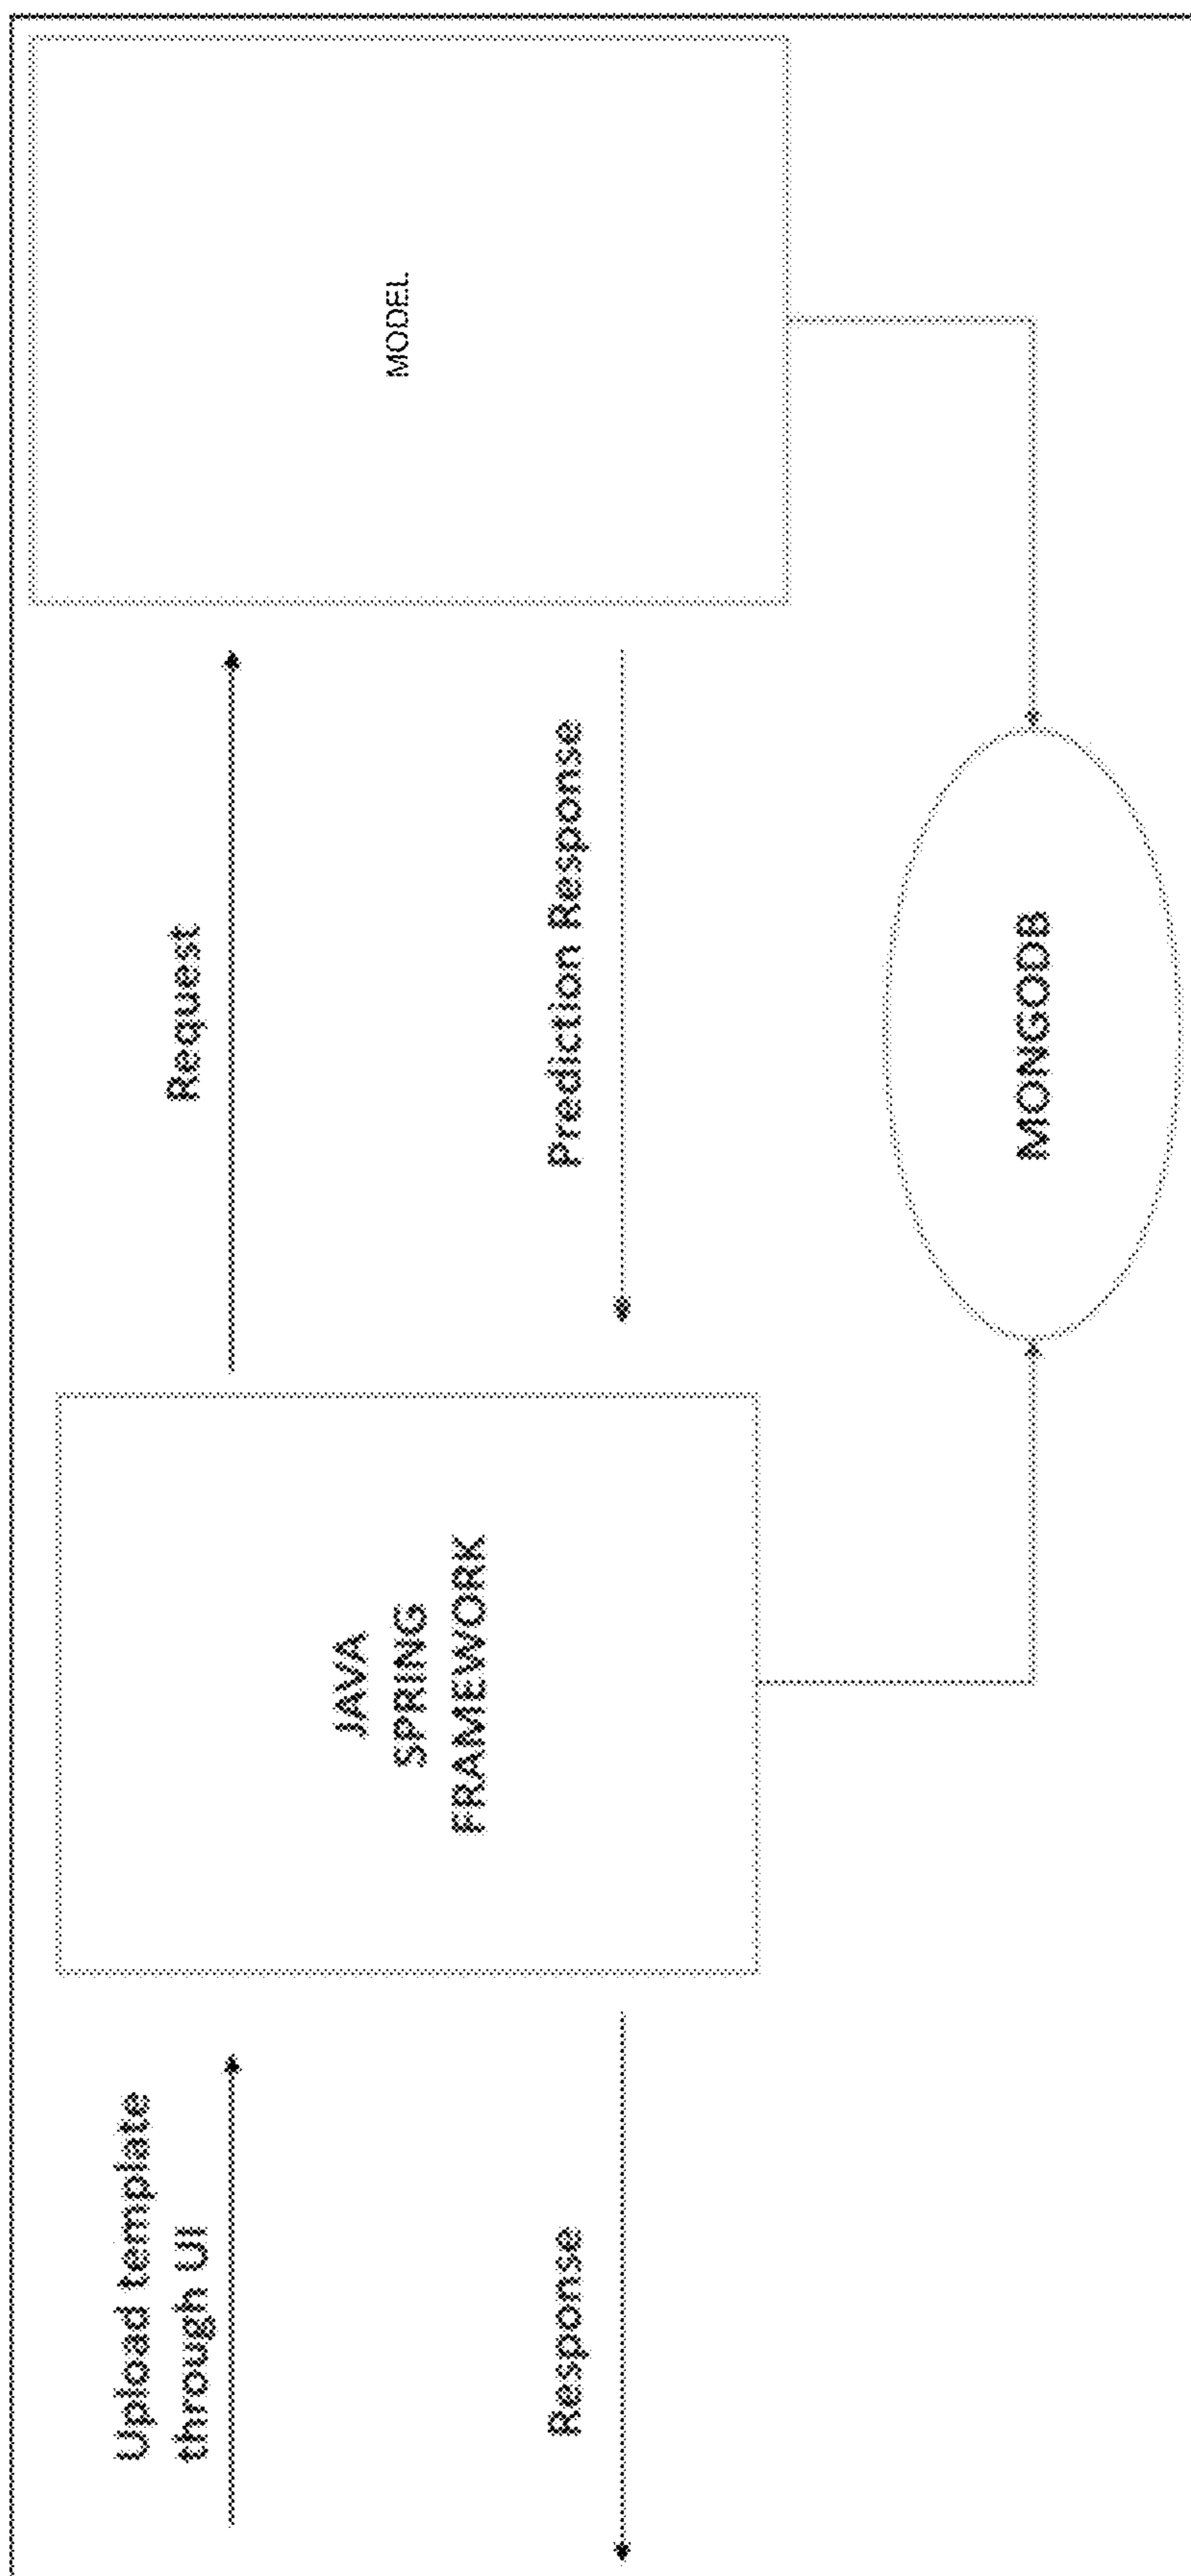 Upload template
through UI
Response
JAVA
SPRING
FRAMEWORK
Request
Prediction Response
MONGODB
MODEL